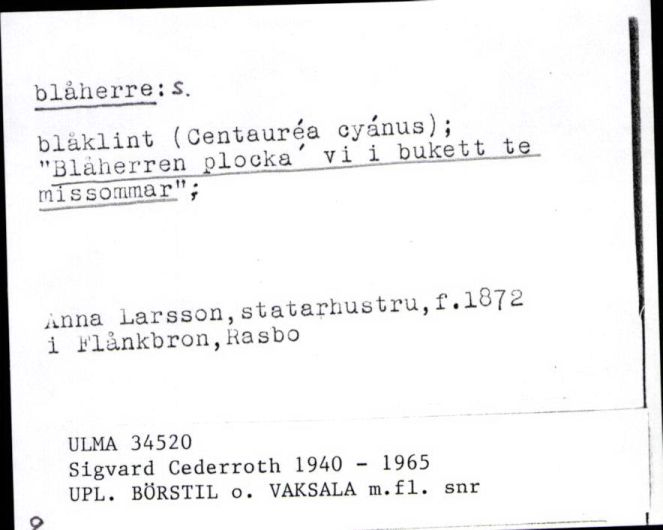 blåherre: s.
blåklint (Centauréa cyánus);
"Blåherren plocka´ vi i bukett te
missommar";
Anna Larsson, statarhustru, f.1872
i Flånkbron, Rasbo
ULMA 34520
Sigvard Cederroth 1940 - 1965
UPL. BÖRSTIL o. VAKSALA m.fl. snr